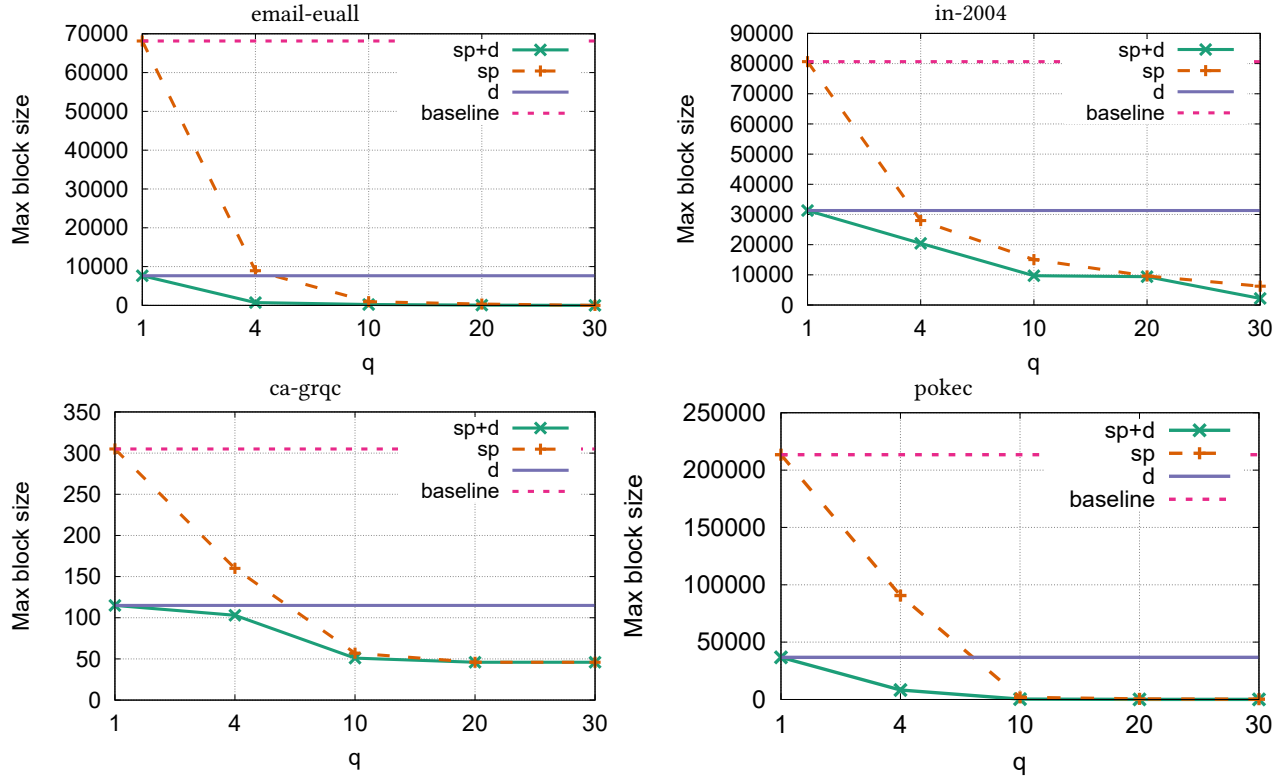 email-euall
70000
60000
50000
40000
30000
20000
10000
0
Max block size
sp+d
sp
d
baseline
1 4 10 20 30
q
in-2004
90000
80000
70000
60000
50000
40000
30000
20000
10000
0
Max block size
sp+d
sp
d
baseline
1 4 10 20 30
q
ca-grqc
350
300
250
200
150
100
50
0
Max block size
sp+d
sp
d
baseline
1 4 10 20 30
q
pokec
250000
200000
150000
100000
50000
0
Max block size
sp+d
sp
d
baseline
1 4 10 20 30
q